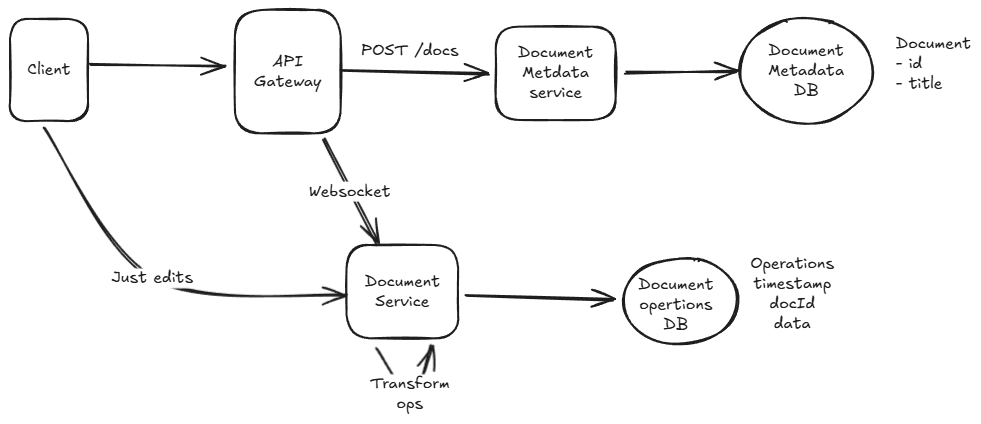 Client
API
Gateway
POST /docs
Document
Metdata
service
Document
Metadata
DB
Document
- id
- title
Websocket
Just edits
Document
Service
Document
opertions
DB
Operations
timestamp
docId
data
Transform
ops